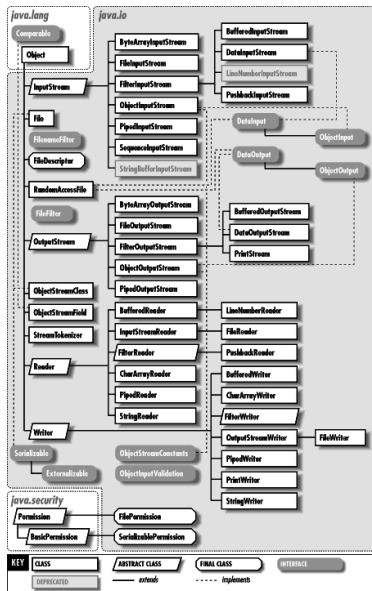 java.lang
java.io
Comparable
Object
InputStream
File
FilenameFilter
FileDescriptor
RandomAccessFile
FileFilter
OutputStream
ObjectStreamClass
ObjectStreamField
StreamTokenizer
Reader
Writer
Serializable
Externalizable
ByteArrayInputStream
FileInputStream
FilterInputStream
ObjectInputStream
PipedInputStream
SequenceInputStream
StringBufferInputStream
ByteArrayOutputStream
FileOutputStream
FilterOutputStream
ObjectOutputStream
PipedOutputStream
BufferedReader
InputStreamReader
FilterReader
CharArrayReader
PipedReader
StringReader
ObjectStreamConstants
ObjectInputValidation
BufferedInputStream
DataInputStream
LineNumberInputStream
PushbackInputStream
DataInput
ObjectInput
DataOutput
ObjectOutput
BufferedOutputStream
DataOutputStream
PrintStream
LineNumberReader
FileReader
PushbackReader
BufferedWriter
CharArrayWriter
FilterWriter
OutputStreamWriter
FileWriter
PipedWriter
PrintWriter
StringWriter
java.security
Permission
FilePermission
BasicPermission
SerializablePermission
KEY
CLASS
ABSTRACT CLASS
FINAL CLASS
INTERFACE
DEPRECATED
extends
implements